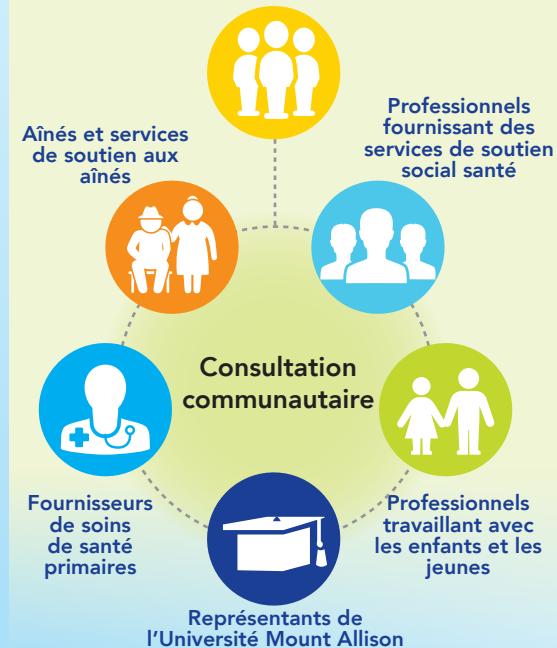 Aînés et services
de soutien aux
aînés
Professionnels
fournissant des
services de soutien
social santé
Consultation
communautaire
Fournisseurs
de soins
de santé
primaires
Professionnels
travaillant avec
les enfants et les
jeunes
Représentants de
l'Université Mount Allison